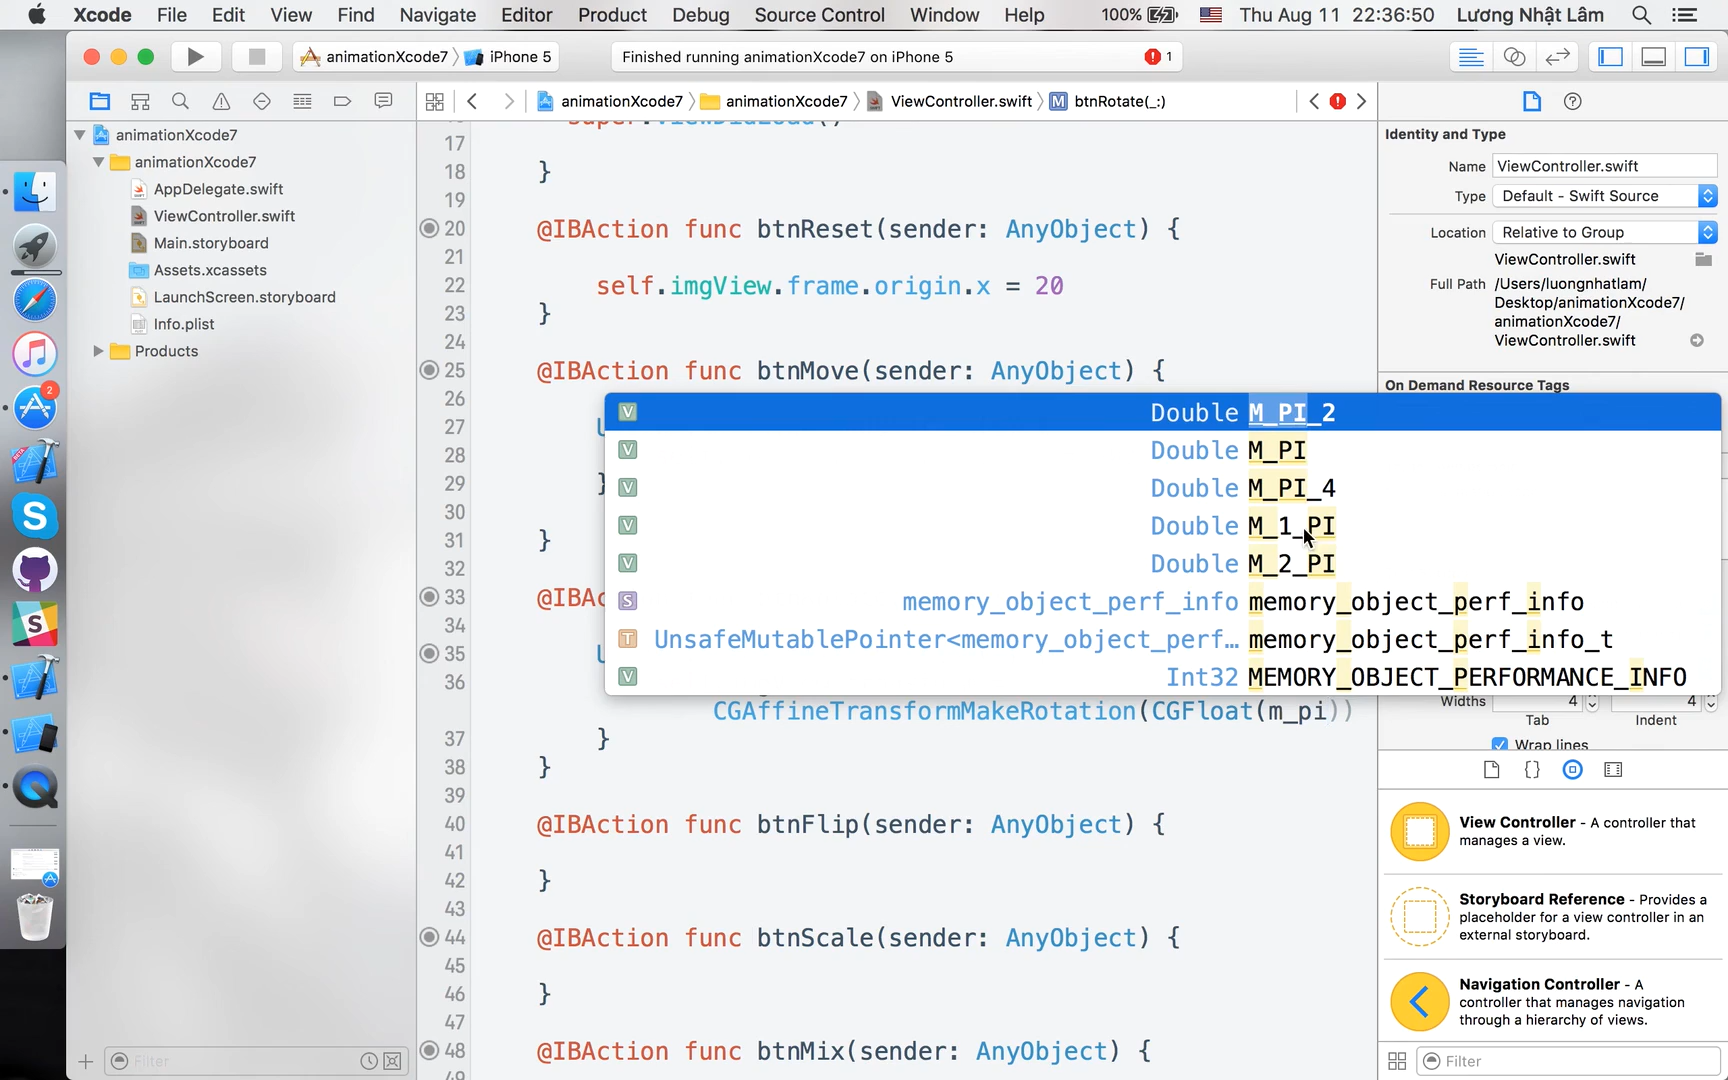 Xcode File Edit View Find Navigate Editor Product Debug Source Control Window Help 100% Thu Aug 11 22:36:50 Lương Nhật Lâm
animationXcode7 iPhone 5 Finished running animationXcode7 on iPhone 5 1
animationXcode7 animationXcode7 ViewController.swift M btnRotate(_:)
animationXcode7
animationXcode7
AppDelegate.swift
ViewController.swift
Main.storyboard
Assets.xcassets
LaunchScreen.storyboard
Info.plist
Products
Filter
17
18 }
19
20 @IBAction func btnReset(sender: AnyObject) {
21
22 self.imgView.frame.origin.x = 20
23 }
24
25 @IBAction func btnMove(sender: AnyObject) {
26
27
28
29 }
30
31 }
32
33 @IBAc
34
35
36
CGAffineTransformMakeRotation(CGFloat(m_pi))
37 }
38 }
39
40 @IBAction func btnFlip(sender: AnyObject) {
41
42 }
43
44 @IBAction func btnScale(sender: AnyObject) {
45
46 }
47
48 @IBAction func btnMix(sender: AnyObject) {
49
V Double M_PI_2
V Double M_PI
V Double M_PI_4
V Double M_1_PI
V Double M_2_PI
S memory_object_perf_info memory_object_perf_info
T UnsafeMutablePointer<memory_object_perf… memory_object_perf_info_t
V Int32 MEMORY_OBJECT_PERFORMANCE_INFO
Identity and Type
Name ViewController.swift
Type Default - Swift Source
Location Relative to Group
ViewController.swift
Full Path /Users/luongnhatlam/
Desktop/animationXcode7/
animationXcode7/
ViewController.swift
On Demand Resource Tags
Widths 4 4
Tab Indent
Wrap lines
View Controller - A controller that
manages a view.
Storyboard Reference - Provides a
placeholder for a view controller in an
external storyboard.
Navigation Controller - A
controller that manages navigation
through a hierarchy of views.
Filter
2
BETA
S
S